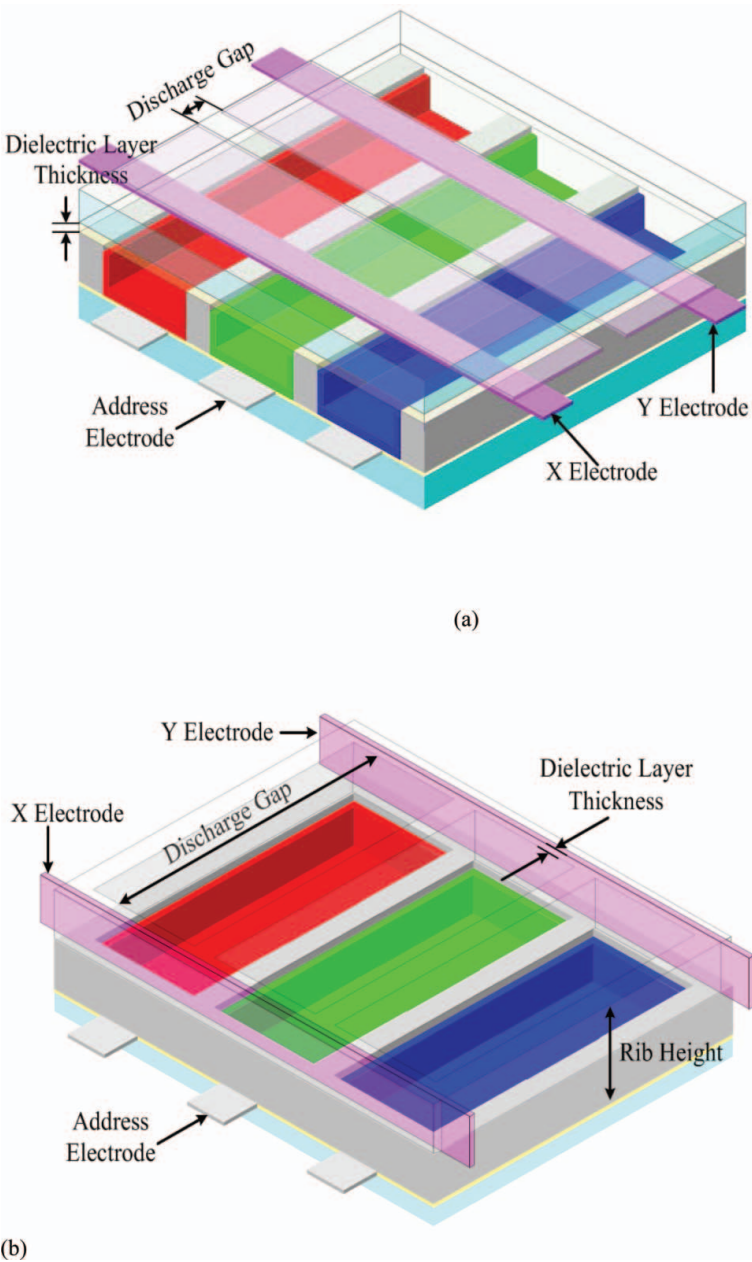 Discharge Gap
Dielectric Layer
Thickness
Address
Electrode
Y Electrode
X Electrode
(a)
Y Electrode
X Electrode
Discharge Gap
Dielectric Layer
Thickness
Rib Height
Address
Electrode
(b)